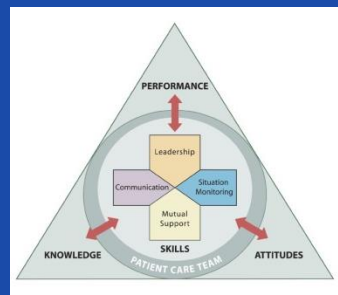 PERFORMANCE
Leadership
Communication
Situation
Monitoring
Mutual
Support
SKILLS
KNOWLEDGE
ATTITUDES
PATIENT CARE TEAM